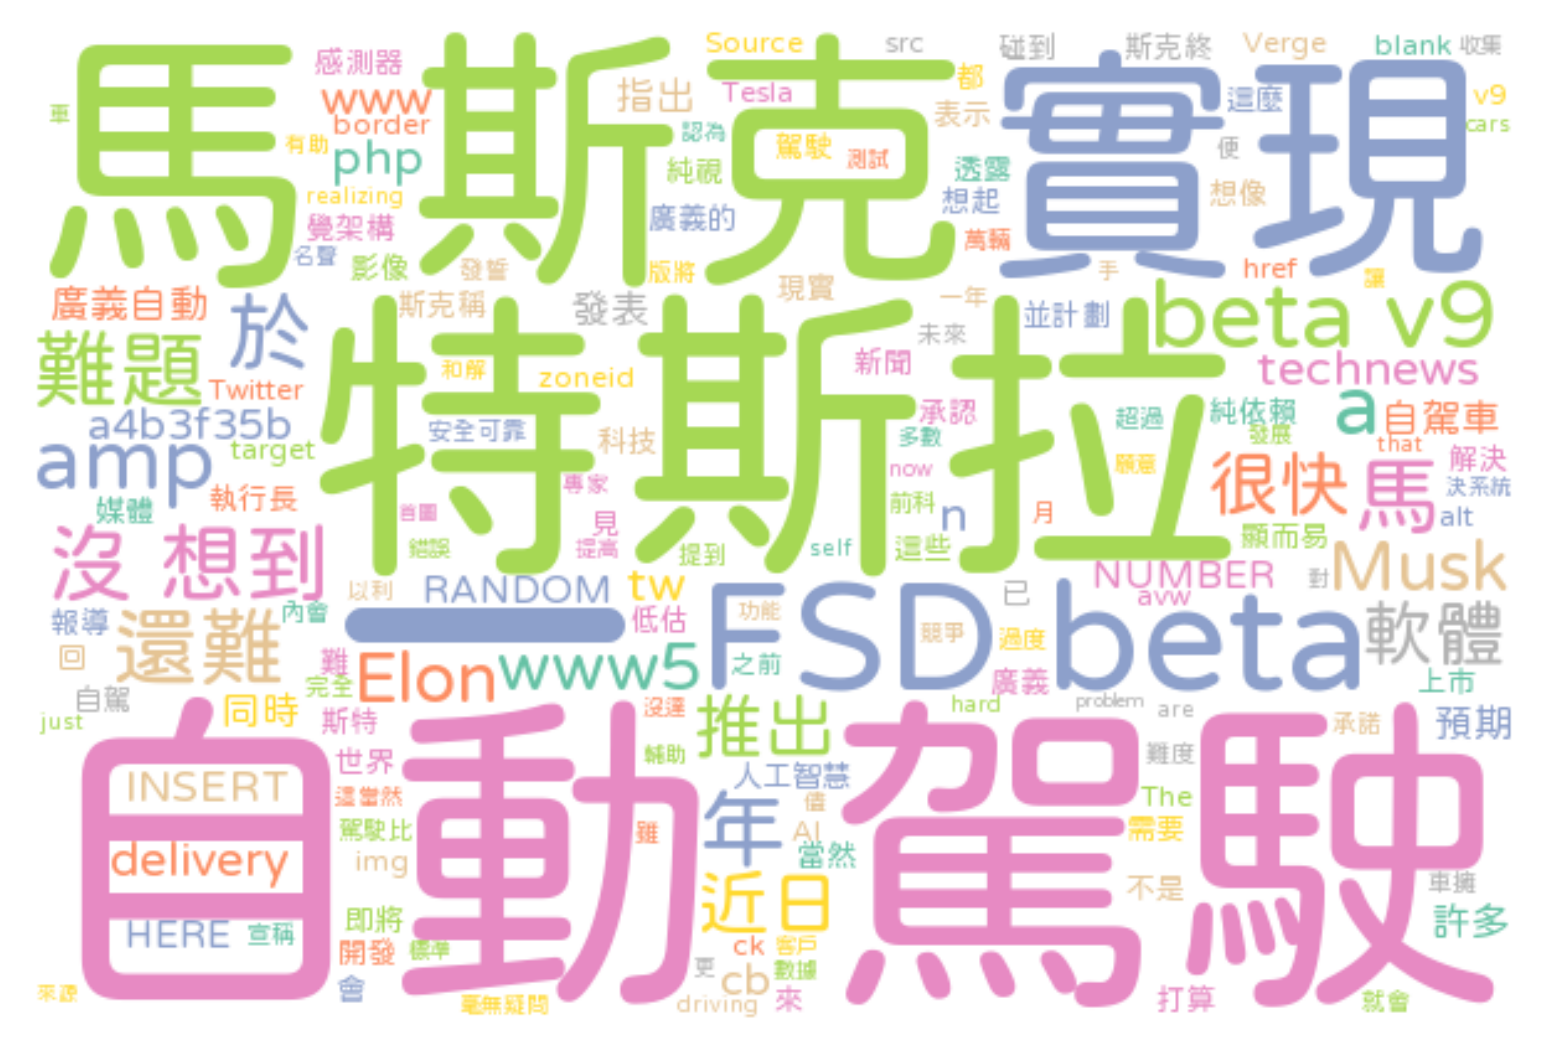 馬斯克
實現
特斯拉
自動駕駛
FSD beta
一
beta v9
感測器
www
border
php
有助
realizing
覺架構
名聲
影像
發誓
車
指出
Source
src
Tesla
認為
純視
駕駛
測試
廣義的
版將
都
表示
透露
想起
萬輛
碰到
斯克終
Verge
blank
收集
這麼
v9
cars
便
想像
手
href
讓
廣義自動
於
斯克稱
發表
現實
一年
未來
並計劃
難題
Twitter
和解
zoneid
新聞
technews
a4b3f35b
安全可靠
科技
承認
多數
超過
純依賴
發展
a
自駕車
that
amp
target
now
願意
很快
馬
解決
決系統
媒體
執行長
首圖
專家
見
前科
n
月
alt
沒 想到
錯誤
提高
提到
self
這些
顯而易
以利
RANDOM
tw
NUMBER
avw
已
對
Musk
報導
還難
內會
低估
功能
競爭
過度
軟體
回
難
Elon
www5
之前
廣義
上市
自駕
完全
just
同時
斯特
沒達
推出
hard
problem
are
承諾
預期
INSERT
世界
輔助
人工智慧
難度
這當然
The
駕駛比
雖
年
AI
當然
需要
delivery
img
近日
不是
車擁
HERE
宣稱
即將
開發
標準
ck
客戶
許多
更
cb
數據
來源
會
毫無疑問
driving
來
打算
就會